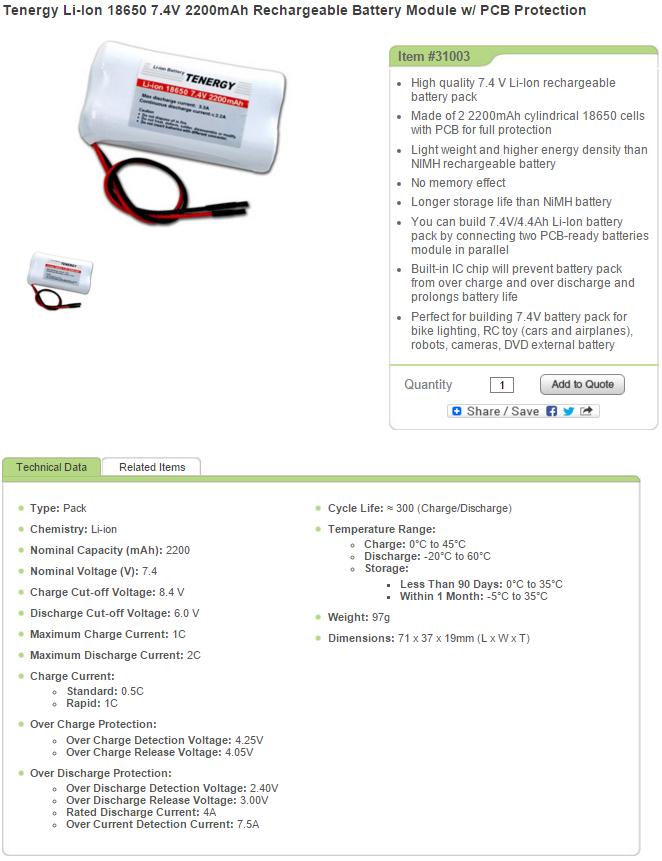 Tenergy Li-Ion 18650 7.4V 2200mAh Rechargeable Battery Module w/ PCB Protection
Li-ion Battery TENERGY
Li-ion 18650 7.4V 2200mAh
Max discharge current: 3.3A
Continuous discharge current:<2.2A
Caution
TENERGY
Item #31003
High quality 7.4 V Li-Ion rechargeable
battery pack
Made of 2 2200mAh cylindrical 18650 cells
with PCB for full protection
Light weight and higher energy density than
NIMH rechargeable battery
No memory effect
Longer storage life than NiMH battery
You can build 7.4V/4.4Ah Li-Ion battery
pack by connecting two PCB-ready batteries
module in parallel
Built-in IC chip will prevent battery pack
from over charge and over discharge and
prolongs battery life
Perfect for building 7.4V battery pack for
bike lighting, RC toy (cars and airplanes),
robots, cameras, DVD external battery
Quantity 1 Add to Quote
Share / Save
Technical Data Related Items
Type: Pack
Chemistry: Li-ion
Nominal Capacity (mAh): 2200
Nominal Voltage (V): 7.4
Charge Cut-off Voltage: 8.4 V
Discharge Cut-off Voltage: 6.0 V
Maximum Charge Current: 1C
Maximum Discharge Current: 2C
Charge Current:
Standard: 0.5C
Rapid: 1C
Over Charge Protection:
Over Charge Detection Voltage: 4.25V
Over Charge Release Voltage: 4.05V
Over Discharge Protection:
Over Discharge Detection Voltage: 2.40V
Over Discharge Release Voltage: 3.00V
Rated Discharge Current: 4A
Over Current Detection Current: 7.5A
Cycle Life: ≈ 300 (Charge/Discharge)
Temperature Range:
Charge: 0°C to 45°C
Discharge: -20°C to 60°C
Storage:
Less Than 90 Days: 0°C to 35°C
Within 1 Month: -5°C to 35°C
Weight: 97g
Dimensions: 71 x 37 x 19mm (L x W x T)